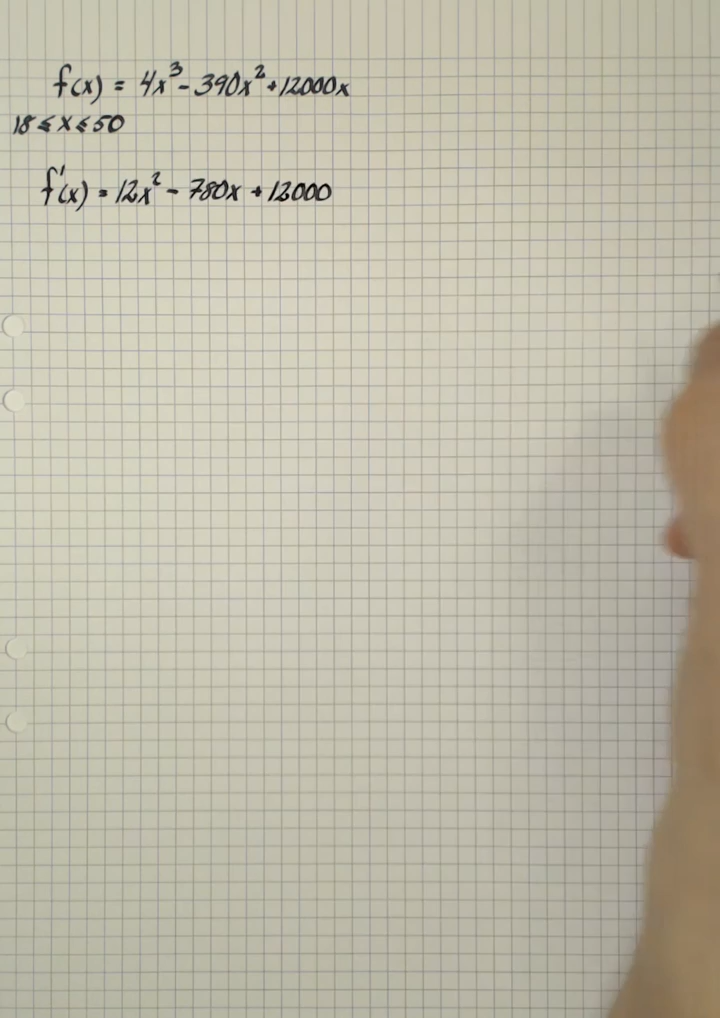 f(x) = 4x³ - 390x² + 12000x
18 ≤ x ≤ 50
f'(x) = 12x² - 780x + 12000